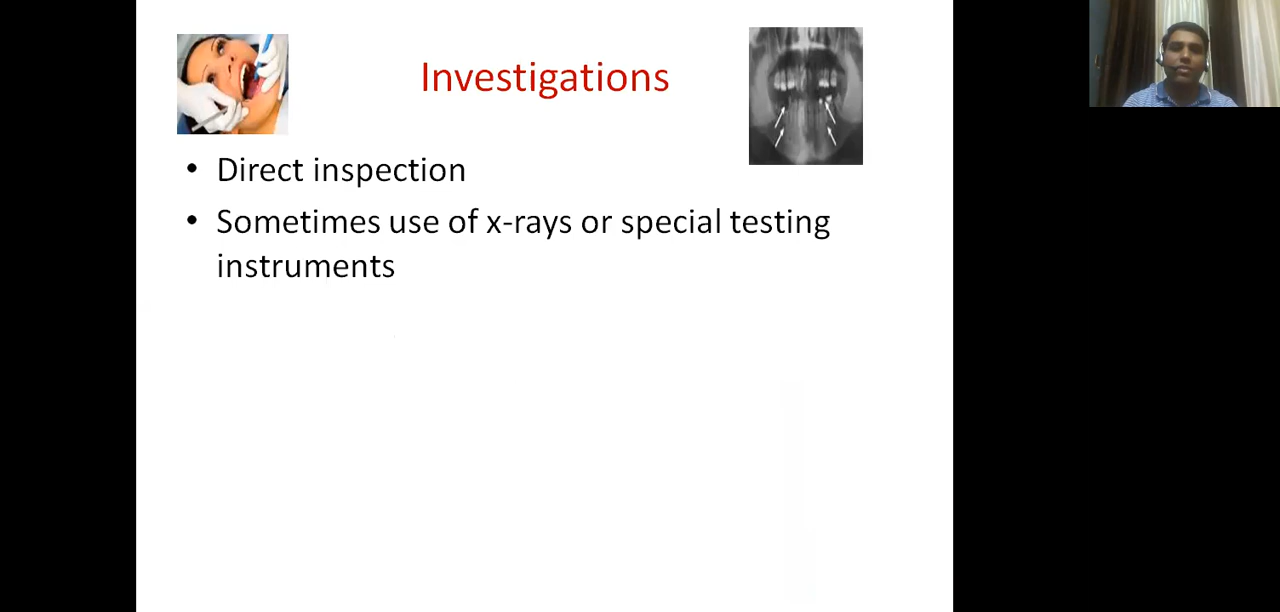 Investigations
• Direct inspection
• Sometimes use of x-rays or special testing
instruments